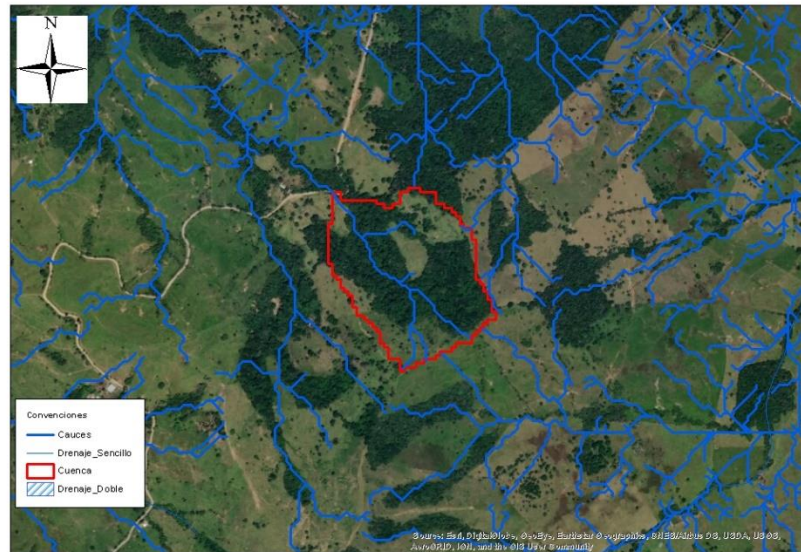 N
Convenciones
Cauces
Drenaje_Sencillo
Cuenca
Drenaje_Doble
Source: Esri, DigitalGlobe, GeoEye, Earthstar Geographics, CNES/Airbus DS, USDA, USGS,
AeroGRID, IGN, and the GIS User Community